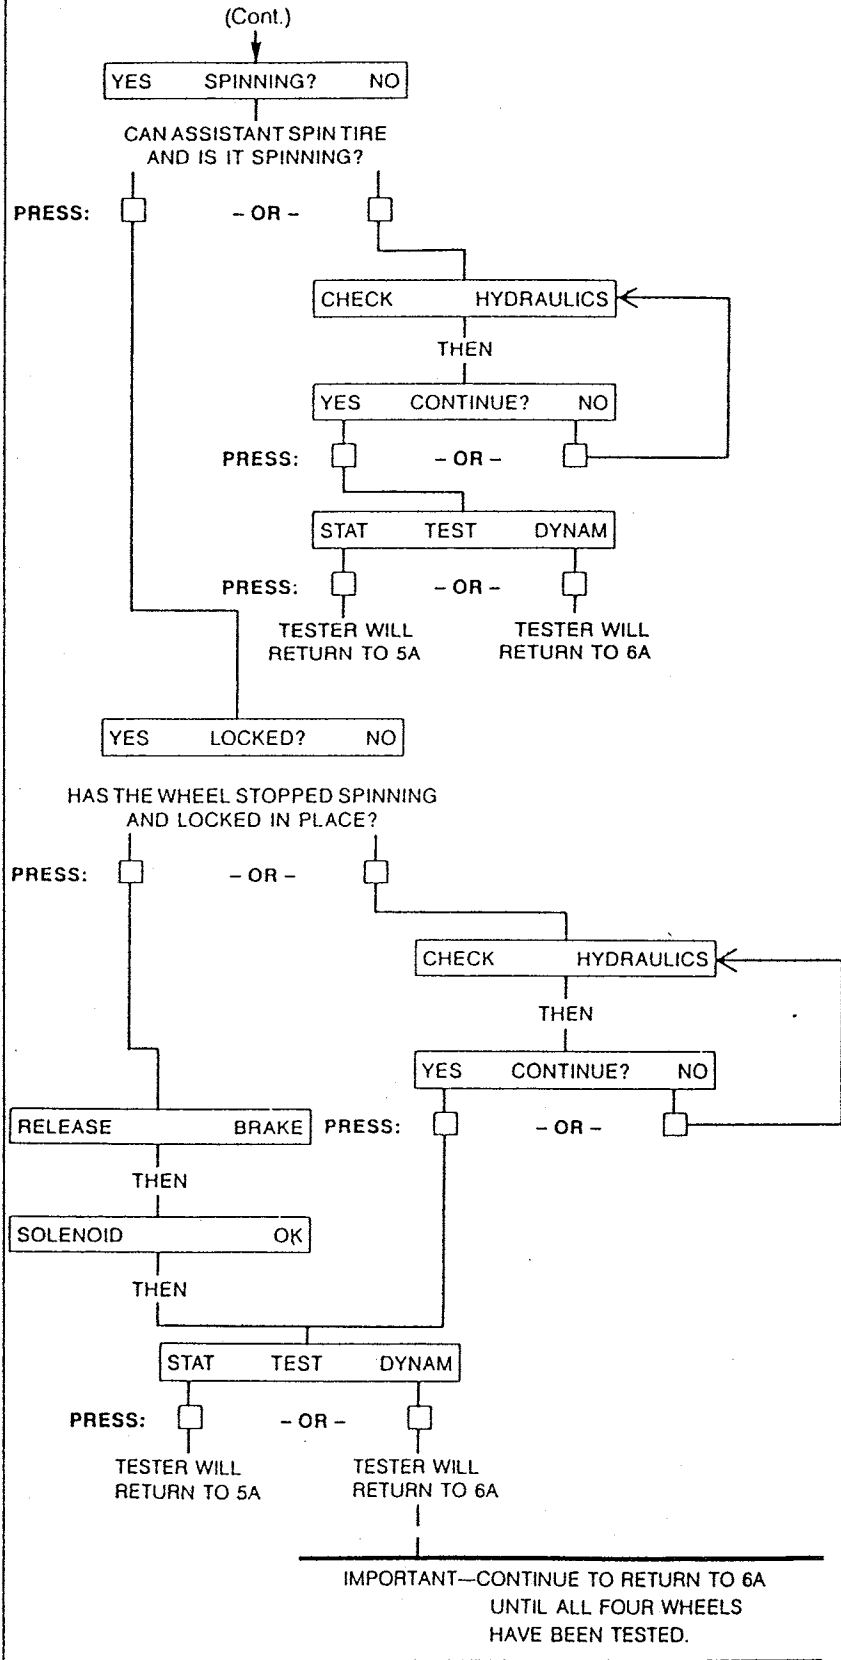 (Cont.)
YES SPINNING? NO
CAN ASSISTANT SPIN TIRE
AND IS IT SPINNING?
PRESS: – OR –
CHECK HYDRAULICS
THEN
YES CONTINUE? NO
PRESS: – OR –
STAT TEST DYNAM
PRESS: – OR –
TESTER WILL
RETURN TO 5A
TESTER WILL
RETURN TO 6A
YES LOCKED? NO
HAS THE WHEEL STOPPED SPINNING
AND LOCKED IN PLACE?
PRESS: – OR –
CHECK HYDRAULICS
THEN
YES CONTINUE? NO
RELEASE BRAKE
PRESS: – OR –
THEN
SOLENOID OK
THEN
STAT TEST DYNAM
PRESS: – OR –
TESTER WILL
RETURN TO 5A
TESTER WILL
RETURN TO 6A
IMPORTANT—CONTINUE TO RETURN TO 6A
UNTIL ALL FOUR WHEELS
HAVE BEEN TESTED.